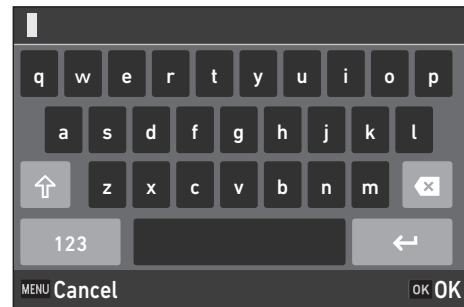 q w e r t y u i o p
a s d f g h j k l
z x c v b n m
123
MENU Cancel OK OK